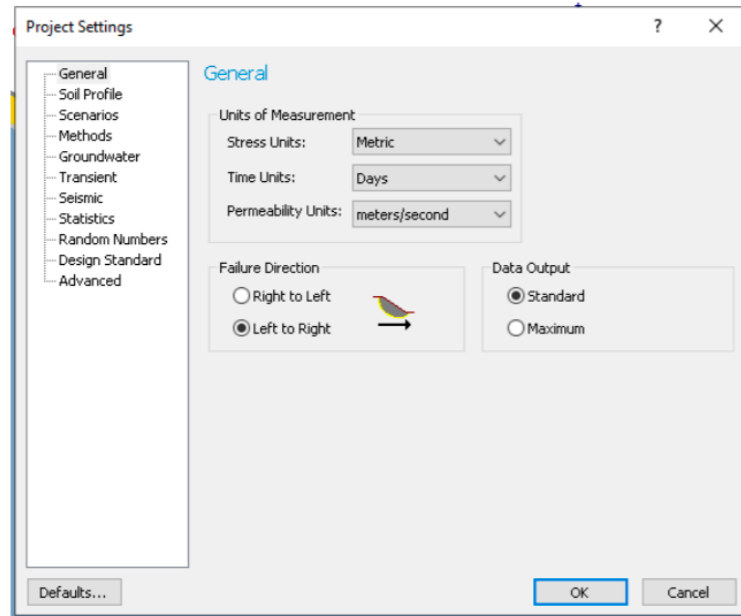 Project Settings
?
General
Soil Profile
Scenarios
Methods
Groundwater
Transient
Seismic
Statistics
Random Numbers
Design Standard
Advanced
General
Units of Measurement
Stress Units: Metric
Time Units: Days
Permeability Units: meters/second
Failure Direction
Right to Left
Left to Right
Data Output
Standard
Maximum
Defaults...
OK
Cancel